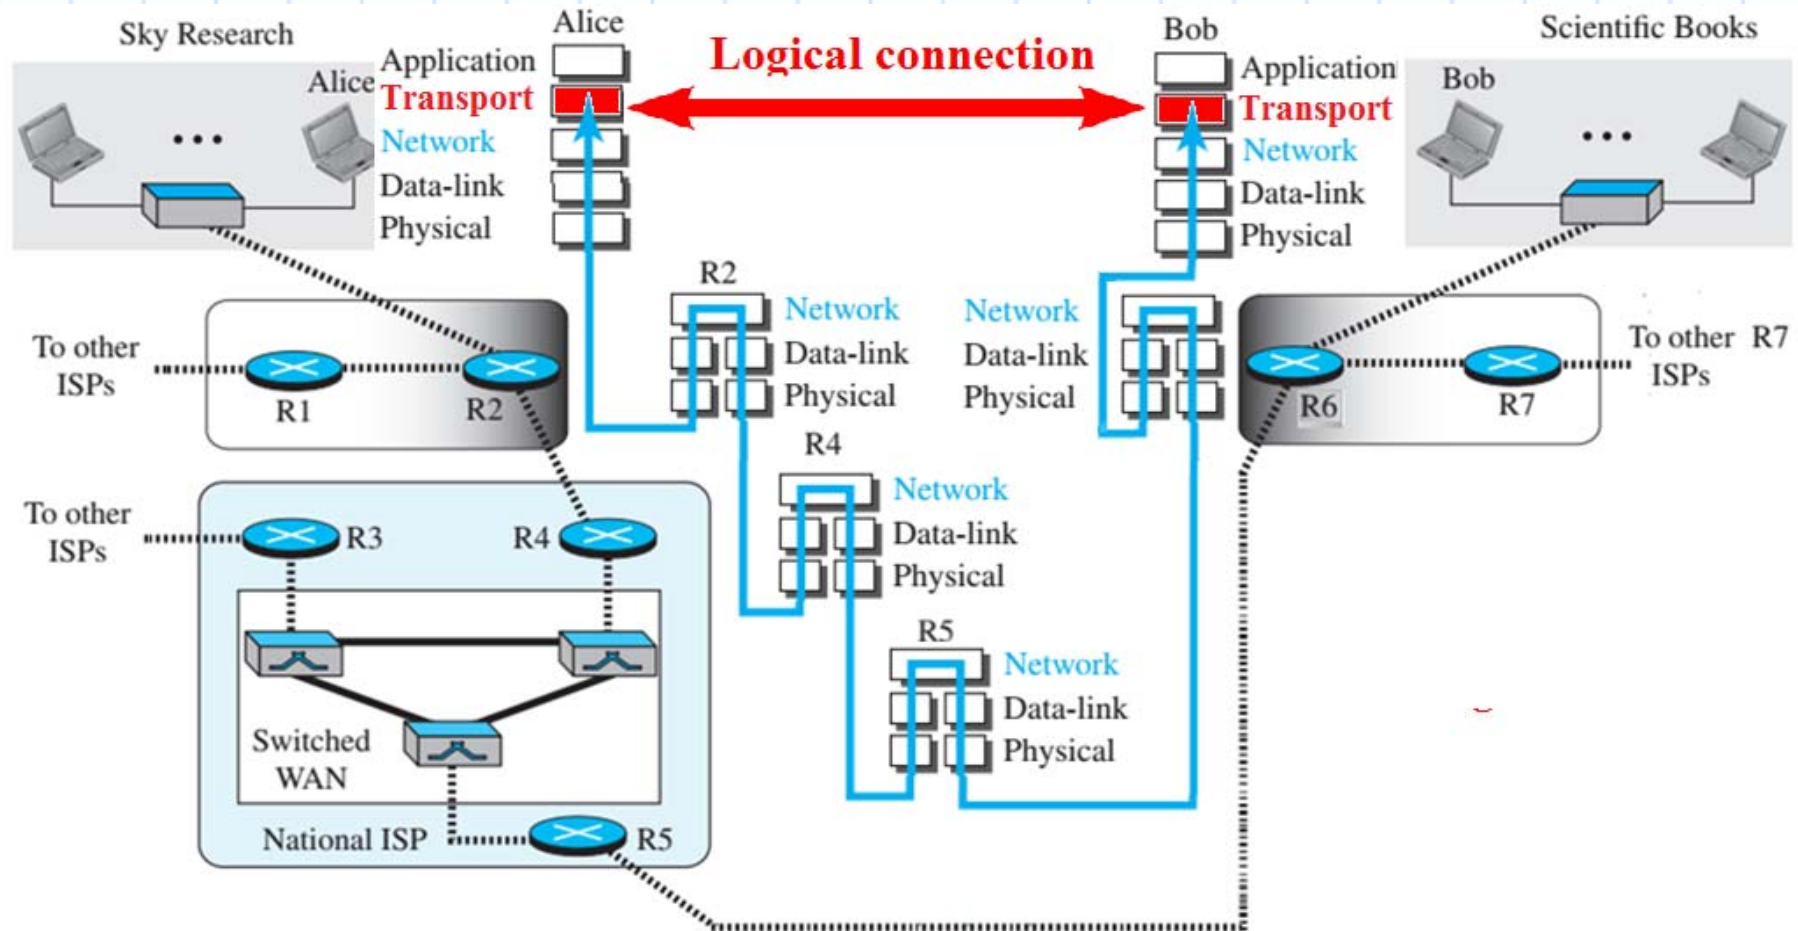 Sky Research
Alice
Application
Transport
Network
Data-link
Physical
Alice
Logical connection
Bob
Application
Transport
Network
Data-link
Physical
Scientific Books
Bob
To other
ISPs
R1
R2
R2
Network
Data-link
Physical
Network
Data-link
Physical
R6
R7
To other R7
ISPs
To other
ISPs
R3
R4
R4
Network
Data-link
Physical
R5
Network
Data-link
Physical
Switched
WAN
National ISP
R5